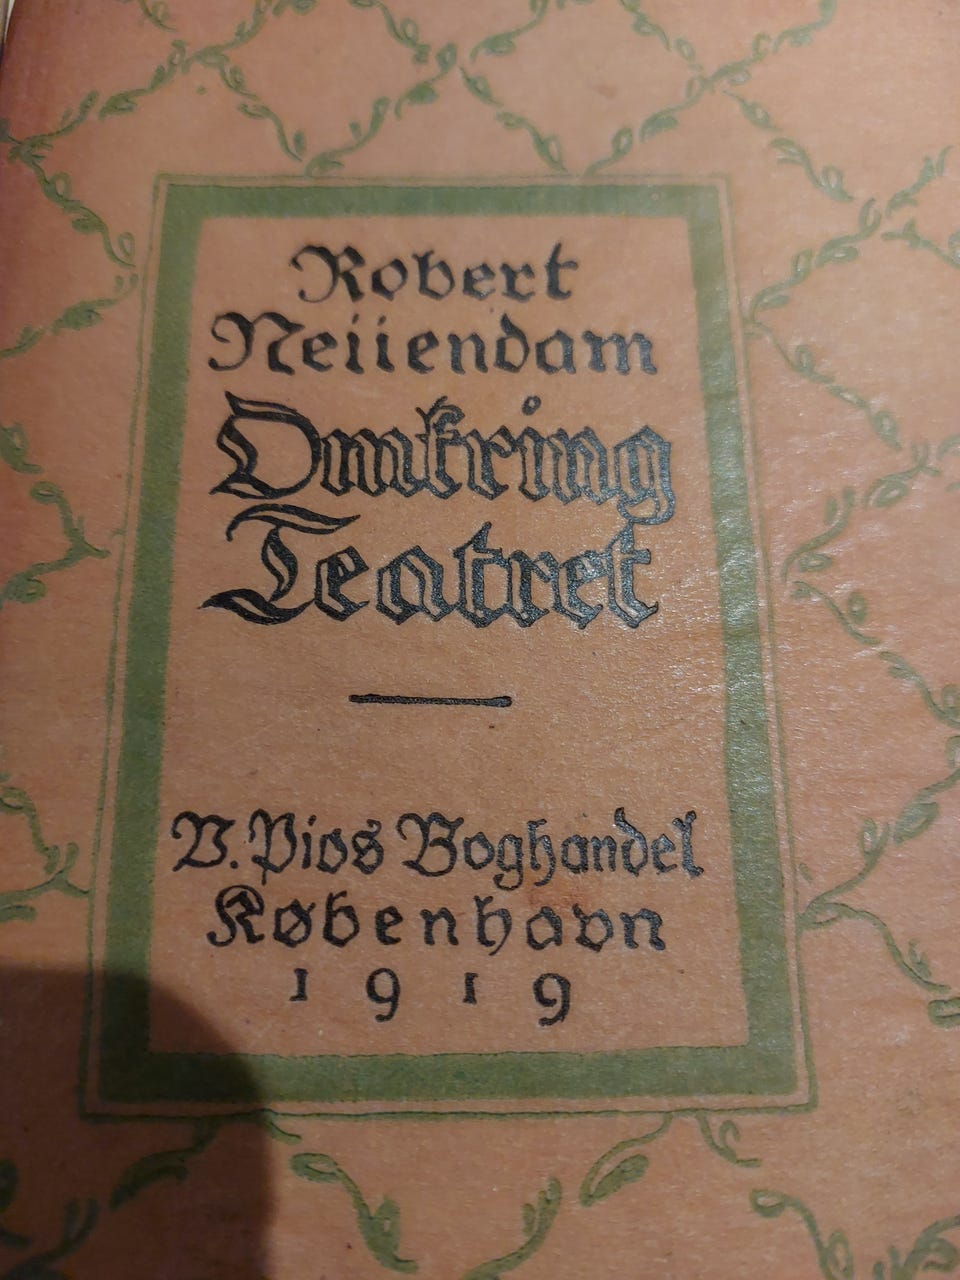 Robert
Neiiendam
Omkring
Teatret
V. Pios Boghandel
København
1919